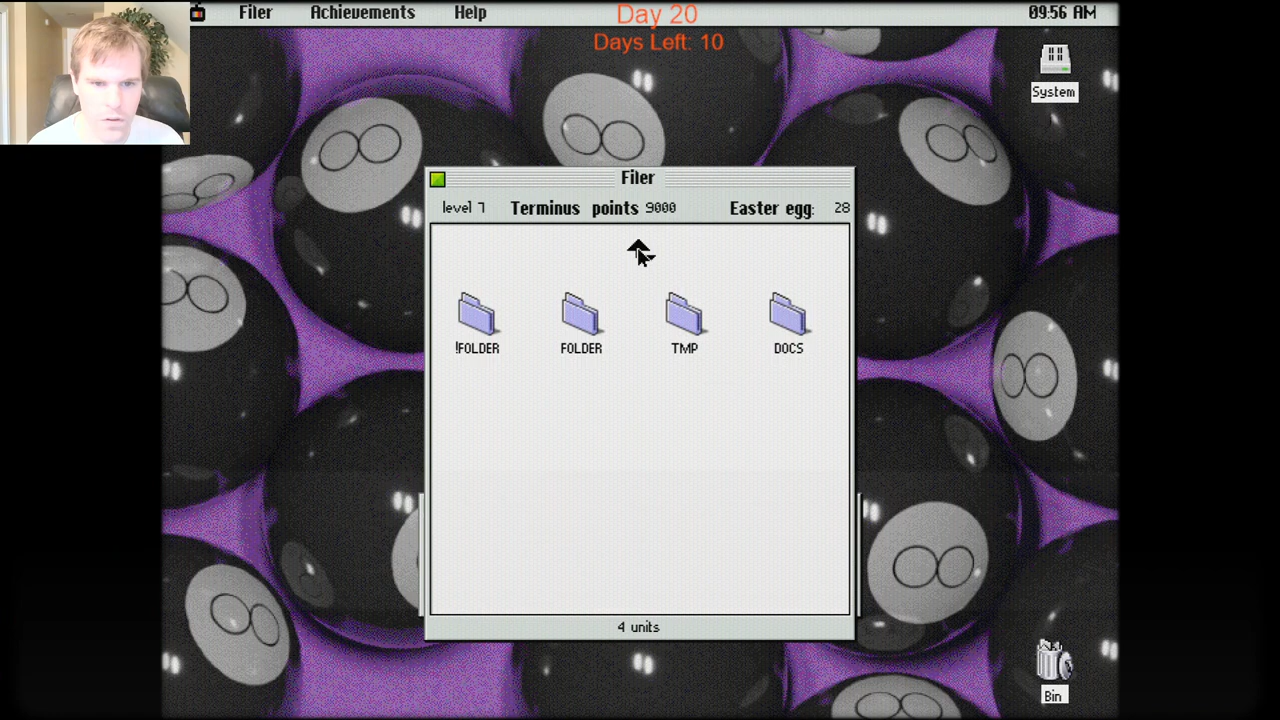 Filer Achievements Help Day 20 09:56 AM
Days Left: 10
System
Filer
level 7 Terminus points 9000 Easter egg: 28
!FOLDER FOLDER TMP DOCS
4 units
Bin